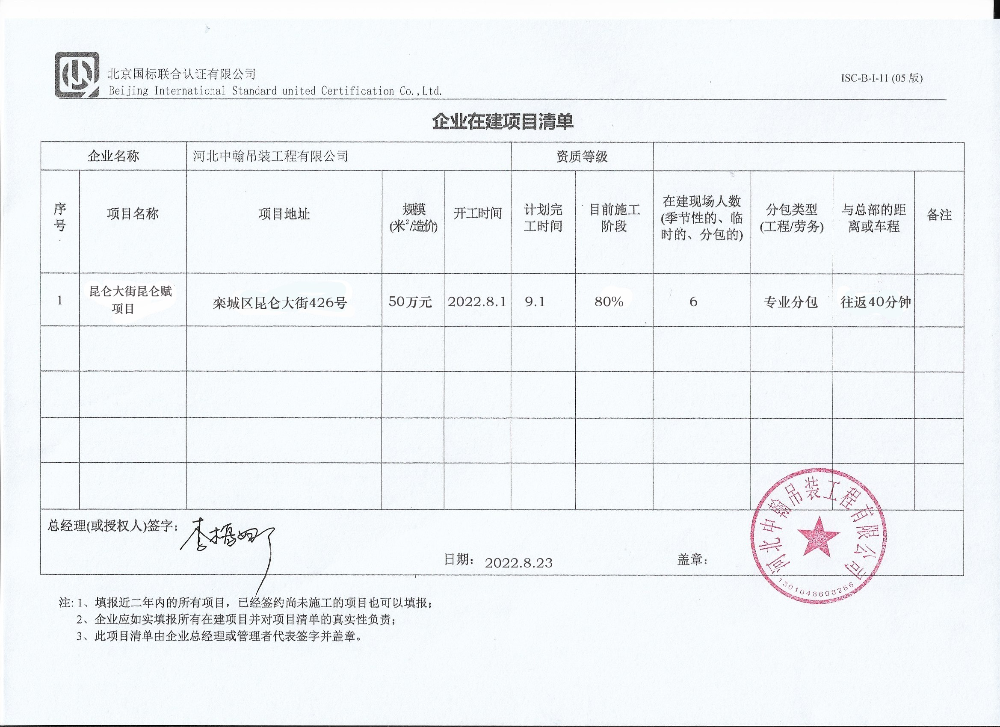 北京国标联合认证有限公司
Beijing International Standard united Certification Co.,Ltd.
ISC-B-I-11 (05 版)
企业在建项目清单
企业名称 河北中翰吊装工程有限公司 资质等级
序号 项目名称 项目地址 规模(米²/造价) 开工时间 计划完工时间 目前施工阶段 在建现场人数(季节性的、临时的、分包的) 分包类型(工程/劳务) 与总部的距离或车程 备注
1 昆仑大街昆仑赋项目 栾城区昆仑大街426号 50万元 2022.8.1 9.1 80% 6 专业分包 往返40分钟
总经理(或授权人)签字:
日期: 2022.8.23 盖章:
河北中翰吊装工程有限公司
1301048608266
注: 1、填报近二年内的所有项目，已经签约尚未施工的项目也可以填报；
2、企业应如实填报所有在建项目并对项目清单的真实性负责；
3、此项目清单由企业总经理或管理者代表签字并盖章。